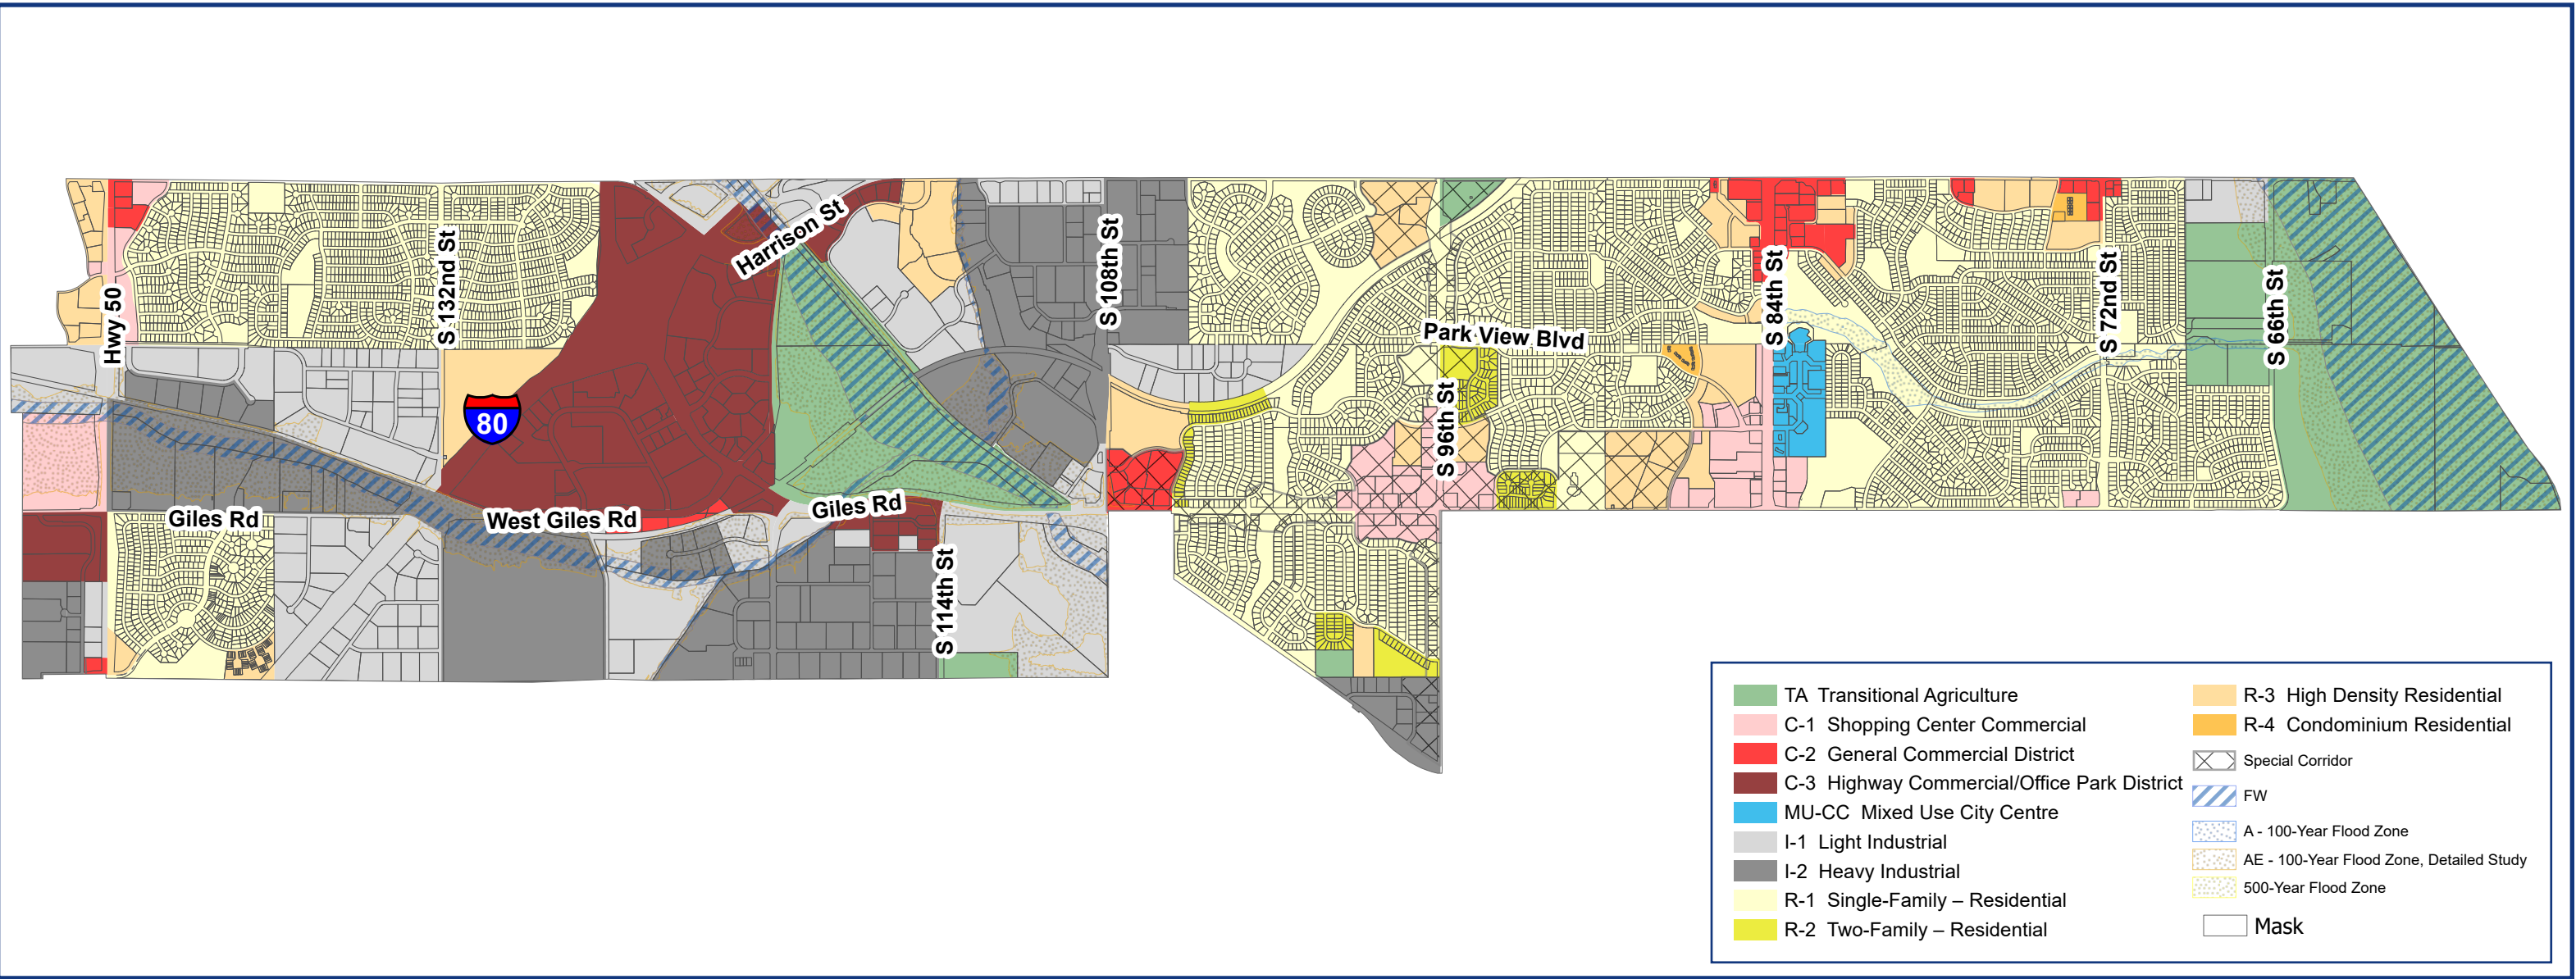 Harrison St
S 108th St
Hwy 50
S 132nd St
S 84th St
S 72nd St
S 66th St
Park View Blvd
80
S 96th St
Giles Rd
West Giles Rd
Giles Rd
S 114th St
TA Transitional Agriculture
C-1 Shopping Center Commercial
C-2 General Commercial District
C-3 Highway Commercial/Office Park District
MU-CC Mixed Use City Centre
I-1 Light Industrial
I-2 Heavy Industrial
R-1 Single-Family – Residential
R-2 Two-Family – Residential
R-3 High Density Residential
R-4 Condominium Residential
Special Corridor
FW
A - 100-Year Flood Zone
AE - 100-Year Flood Zone, Detailed Study
500-Year Flood Zone
Mask